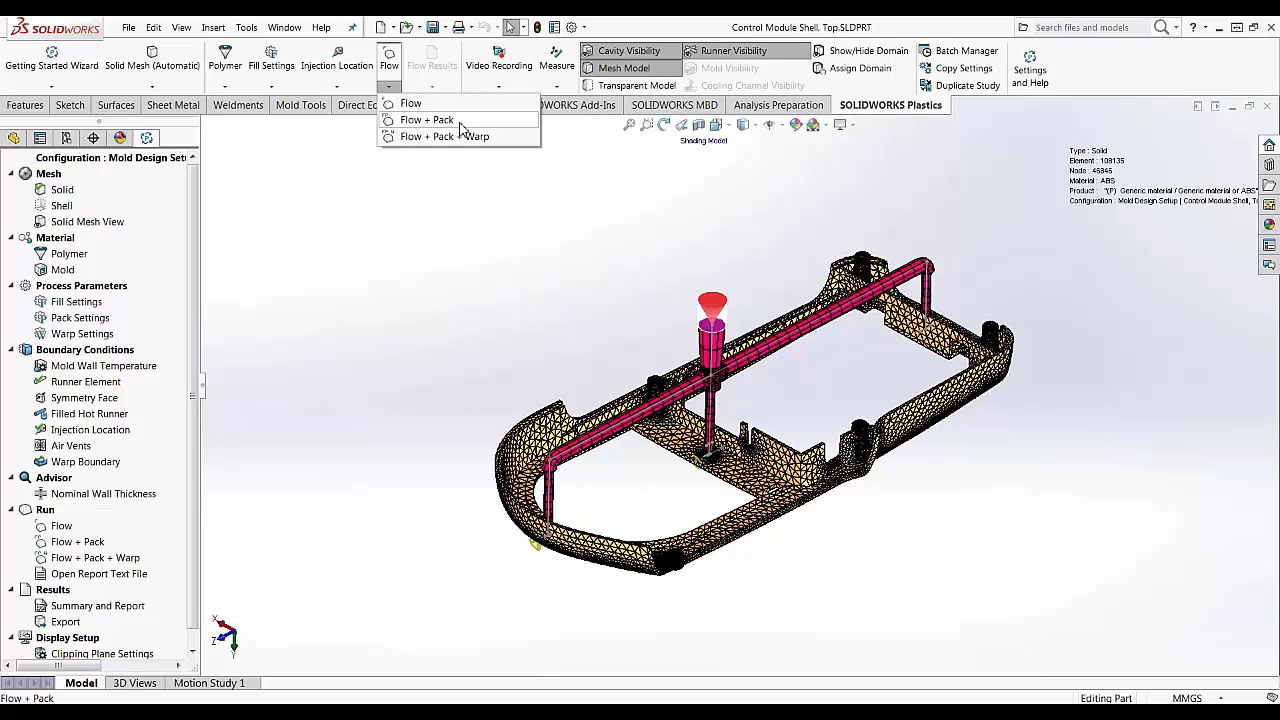 SOLIDWORKS File Edit View Insert Tools Window Help Control Module Shell, Top.SLDPRT Search files and models ?
Getting Started Wizard Solid Mesh (Automatic) Polymer Fill Settings Injection Location Flow Flow Results Video Recording Measure
Cavity Visibility Runner Visibility Show/Hide Domain Batch Manager
Mesh Model Mold Visibility Assign Domain Copy Settings
Transparent Model Cooling Channel Visibility Duplicate Study
Settings and Help
Features Sketch Surfaces Sheet Metal Weldments Mold Tools Direct Ed WORKS Add-Ins SOLIDWORKS MBD Analysis Preparation SOLIDWORKS Plastics
Flow
Flow + Pack
Flow + Pack + Warp
Shading Model
Type : Solid
Element : 108135
Node : 46846
Material : ABS
Product : "(P) Generic material / Generic material of ABS"
Configuration : Mold Design Setup | Control Module Shell, To
Configuration : Mold Design Set
Mesh
Solid
Shell
Solid Mesh View
Material
Polymer
Mold
Process Parameters
Fill Settings
Pack Settings
Warp Settings
Boundary Conditions
Mold Wall Temperature
Runner Element
Symmetry Face
Filled Hot Runner
Injection Location
Air Vents
Warp Boundary
Advisor
Nominal Wall Thickness
Run
Flow
Flow + Pack
Flow + Pack + Warp
Open Report Text File
Results
Summary and Report
Export
Display Setup
Clipping Plane Settings
X
Z
Y
Model 3D Views Motion Study 1
Flow + Pack Editing Part MMGS